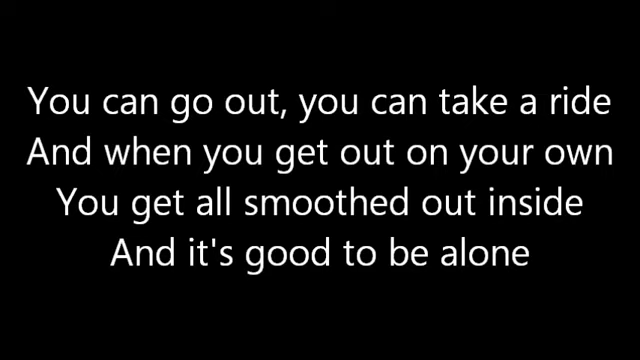 You can go out, you can take a ride
And when you get out on your own
You get all smoothed out inside
And it's good to be alone